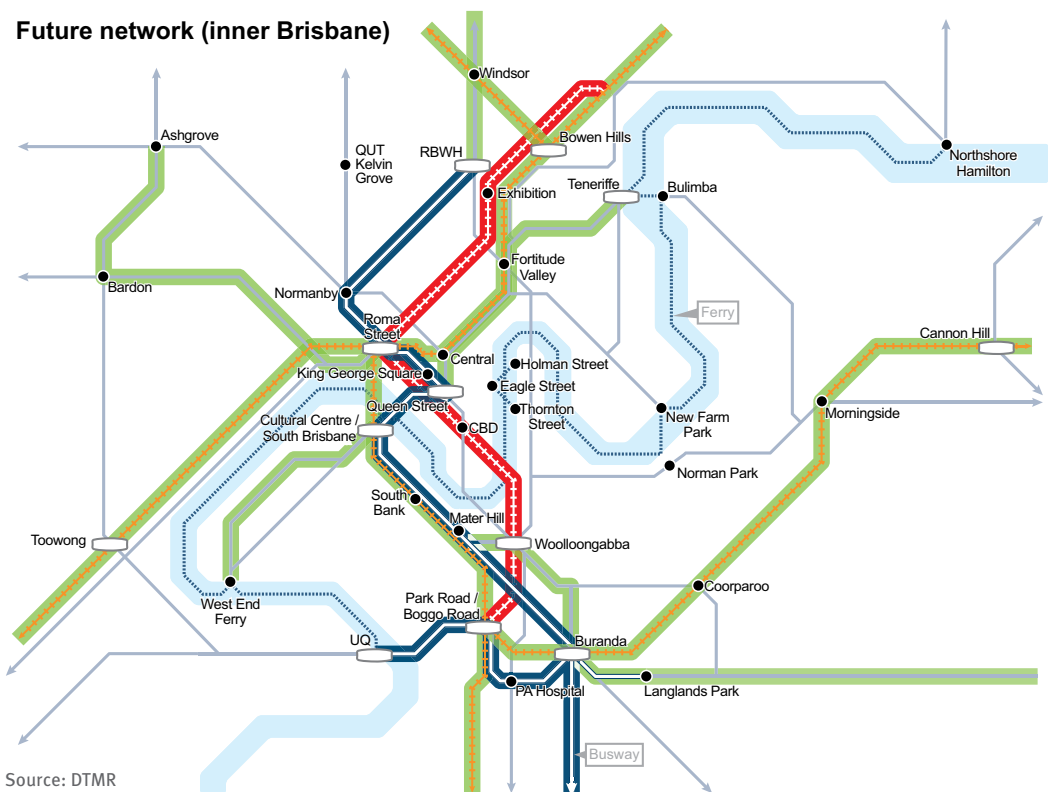 Future network (inner Brisbane)
Windsor
Ashgrove
QUT
Kelvin
Grove
RBWH
Bowen Hills
Northshore
Hamilton
Exhibition
Teneriffe
Bulimba
Fortitude
Valley
Bardon
Normanby
Roma
Street
Ferry
Cannon Hill
Central
King George Square
Holman Street
Eagle Street
Queen Street
Thornton
Street
New Farm
Park
Morningside
Cultural Centre /
South Brisbane
CBD
Norman Park
South
Bank
Mater Hill
Toowong
Woolloongabba
Coorparoo
West End
Ferry
Park Road /
Boggo Road
UQ
Buranda
PA Hospital
Langlands Park
Busway
Source: DTMR